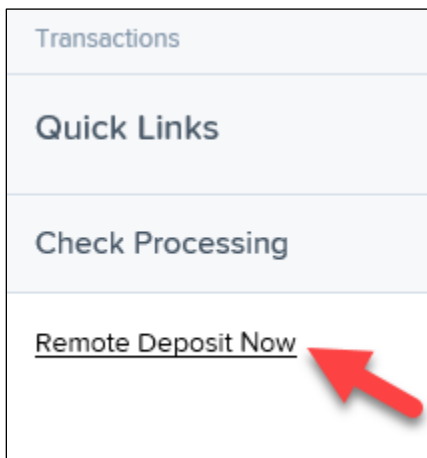 Transactions
Quick Links
Check Processing
Remote Deposit Now